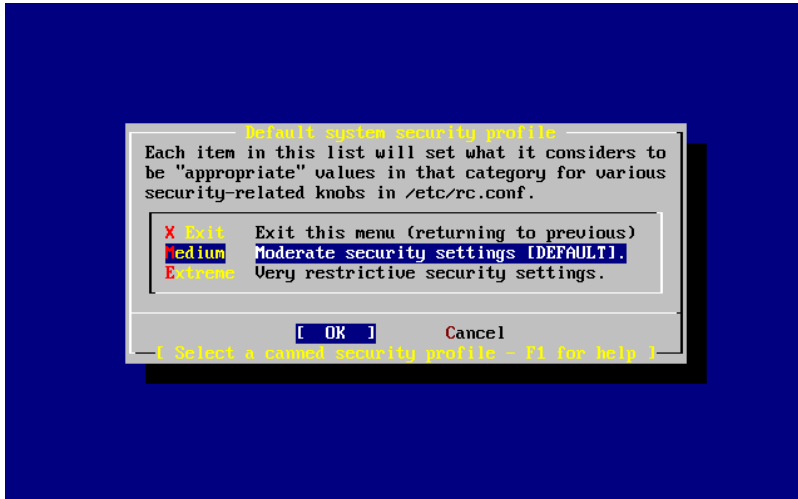 Default system security profile
Each item in this list will set what it considers to
be "appropriate" values in that category for various
security-related knobs in /etc/rc.conf.
X Exit Exit this menu (returning to previous)
Medium Moderate security settings [DEFAULT].
Extreme Very restrictive security settings.
[ OK ] Cancel
[ Select a canned security profile - F1 for help ]